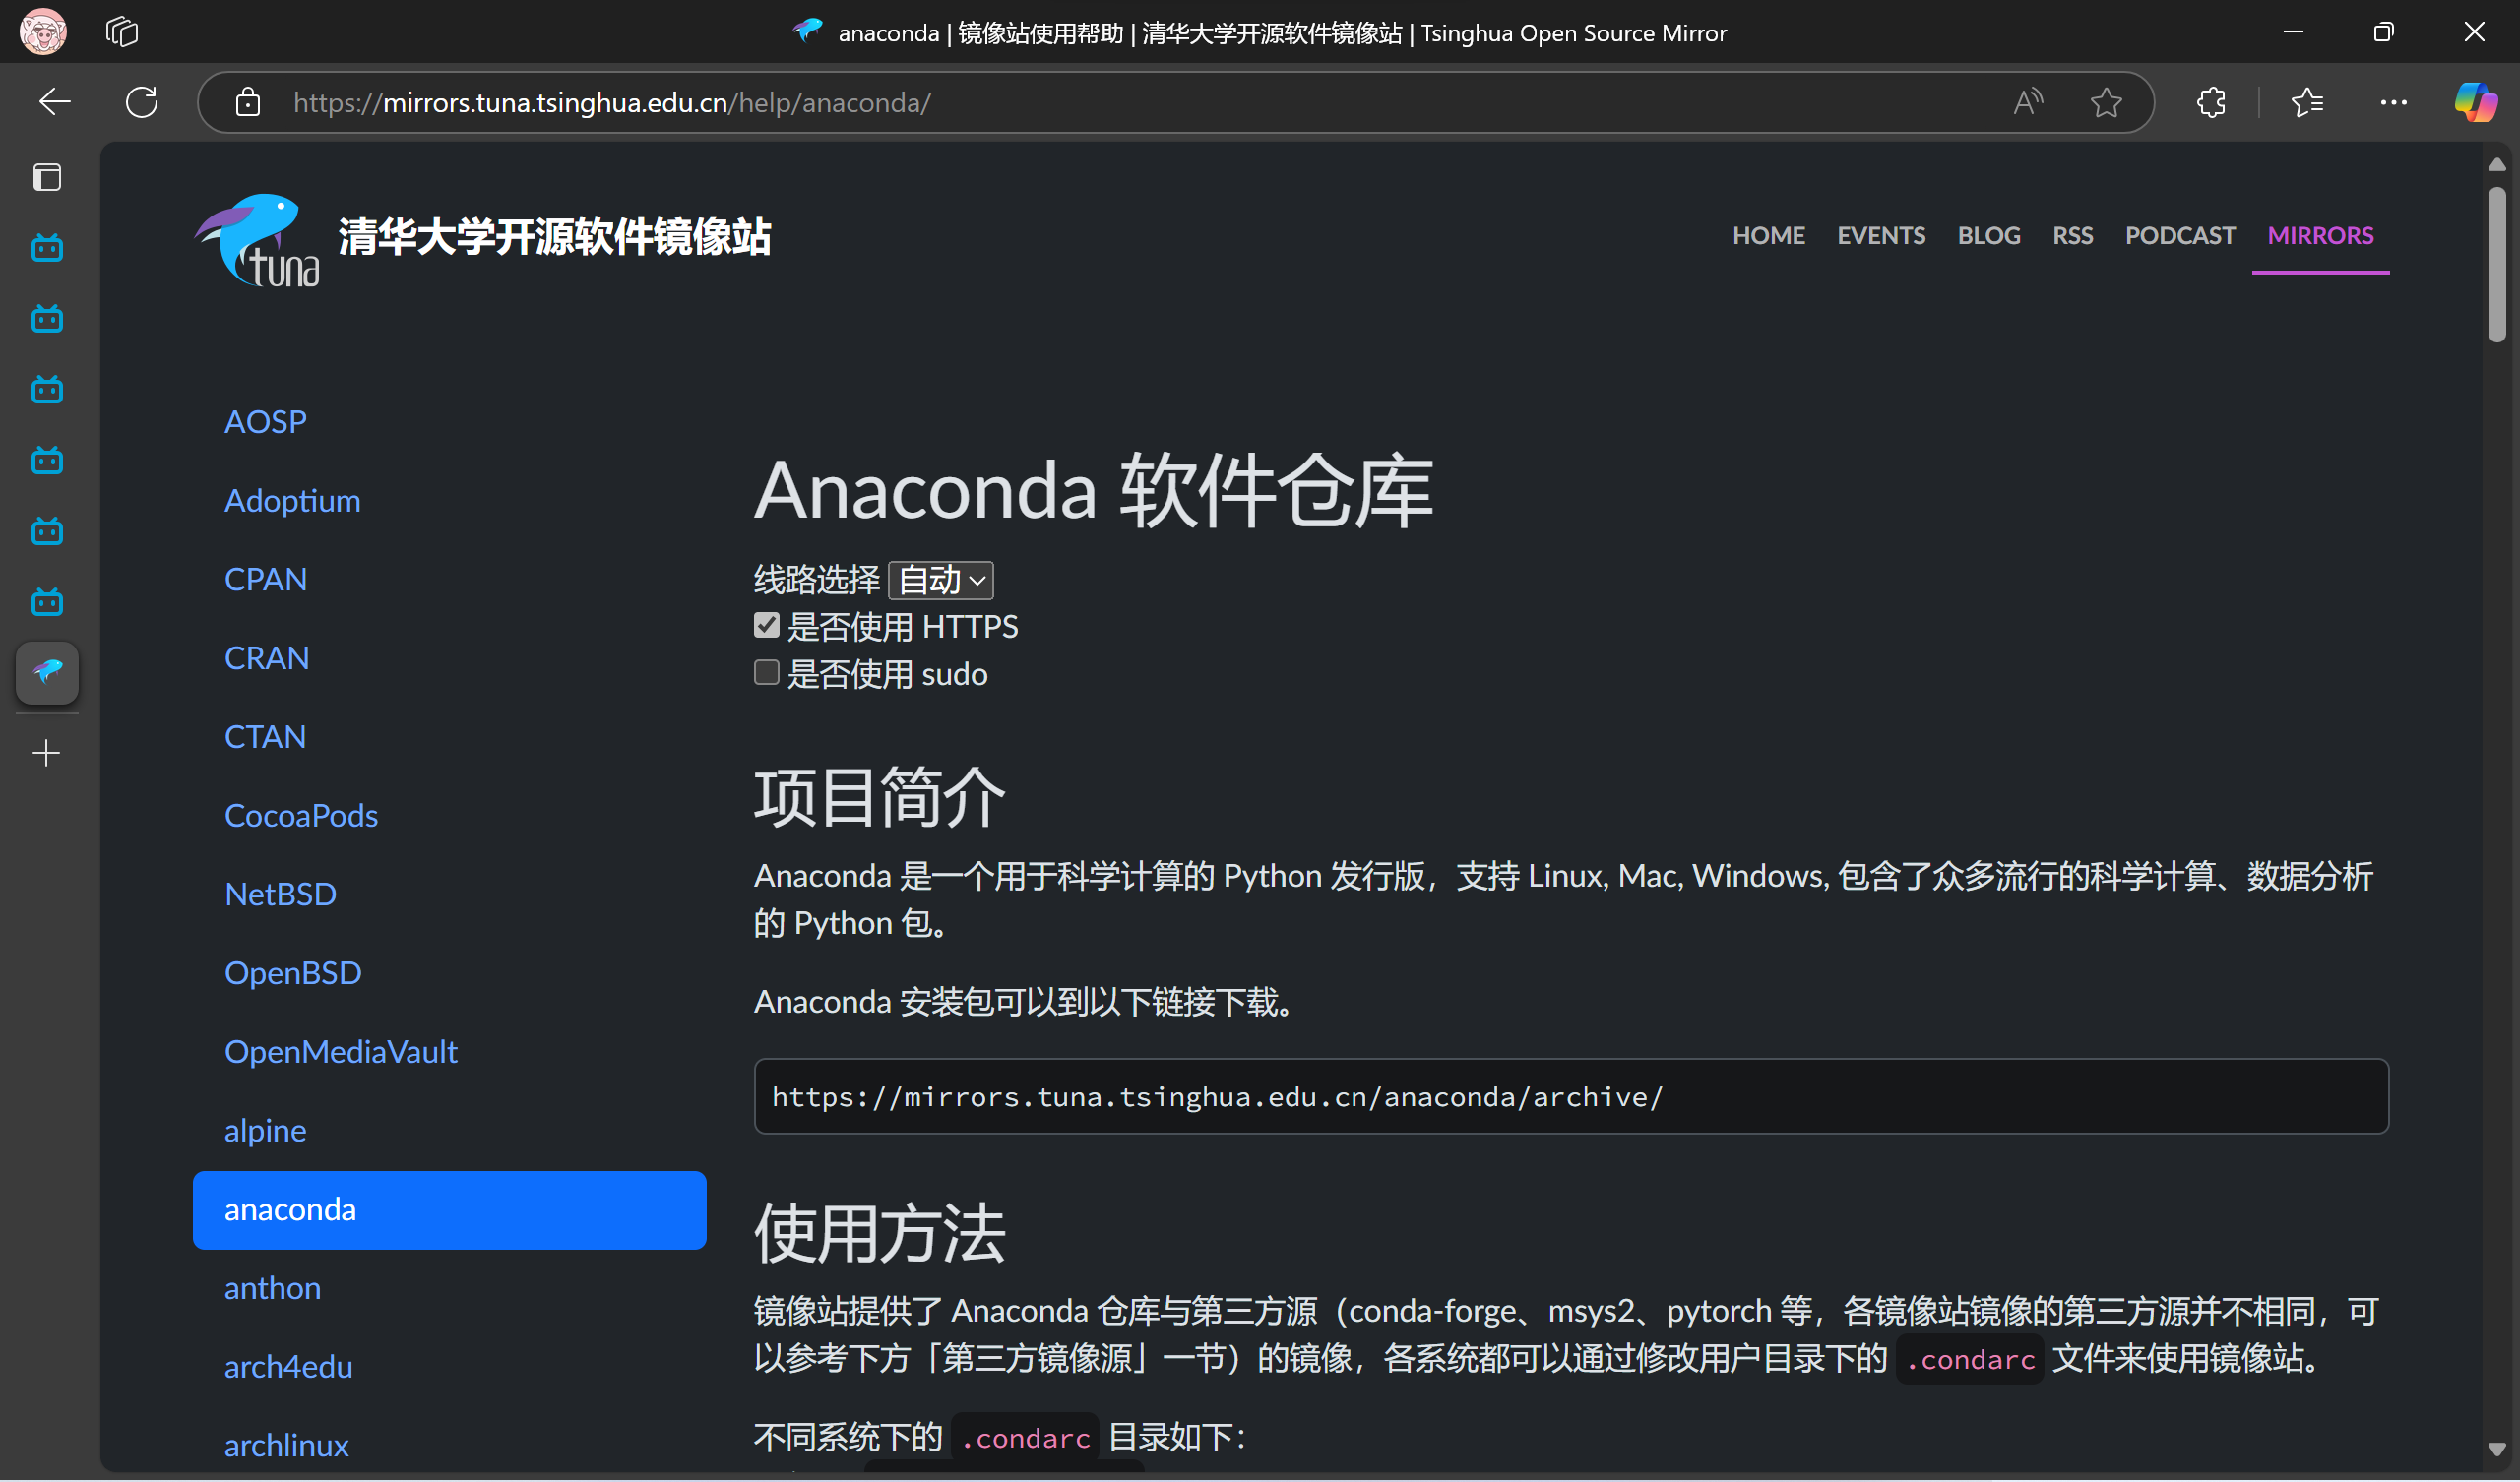 anaconda | 镜像站使用帮助 | 清华大学开源软件镜像站 | Tsinghua Open Source Mirror
https://mirrors.tuna.tsinghua.edu.cn/help/anaconda/
tuna
清华大学开源软件镜像站
HOME EVENTS BLOG RSS PODCAST MIRRORS
AOSP
Adoptium
CPAN
CRAN
CTAN
CocoaPods
NetBSD
OpenBSD
OpenMediaVault
alpine
anaconda
anthon
arch4edu
archlinux
Anaconda 软件仓库
线路选择 自动
是否使用 HTTPS
是否使用 sudo
项目简介
Anaconda 是一个用于科学计算的 Python 发行版，支持 Linux, Mac, Windows, 包含了众多流行的科学计算、数据分析
的 Python 包。
Anaconda 安装包可以到以下链接下载。
https://mirrors.tuna.tsinghua.edu.cn/anaconda/archive/
使用方法
镜像站提供了 Anaconda 仓库与第三方源（conda-forge、msys2、pytorch 等，各镜像站镜像的第三方源并不相同，可
以参考下方「第三方镜像源」一节）的镜像，各系统都可以通过修改用户目录下的 .condarc 文件来使用镜像站。
不同系统下的 .condarc 目录如下：